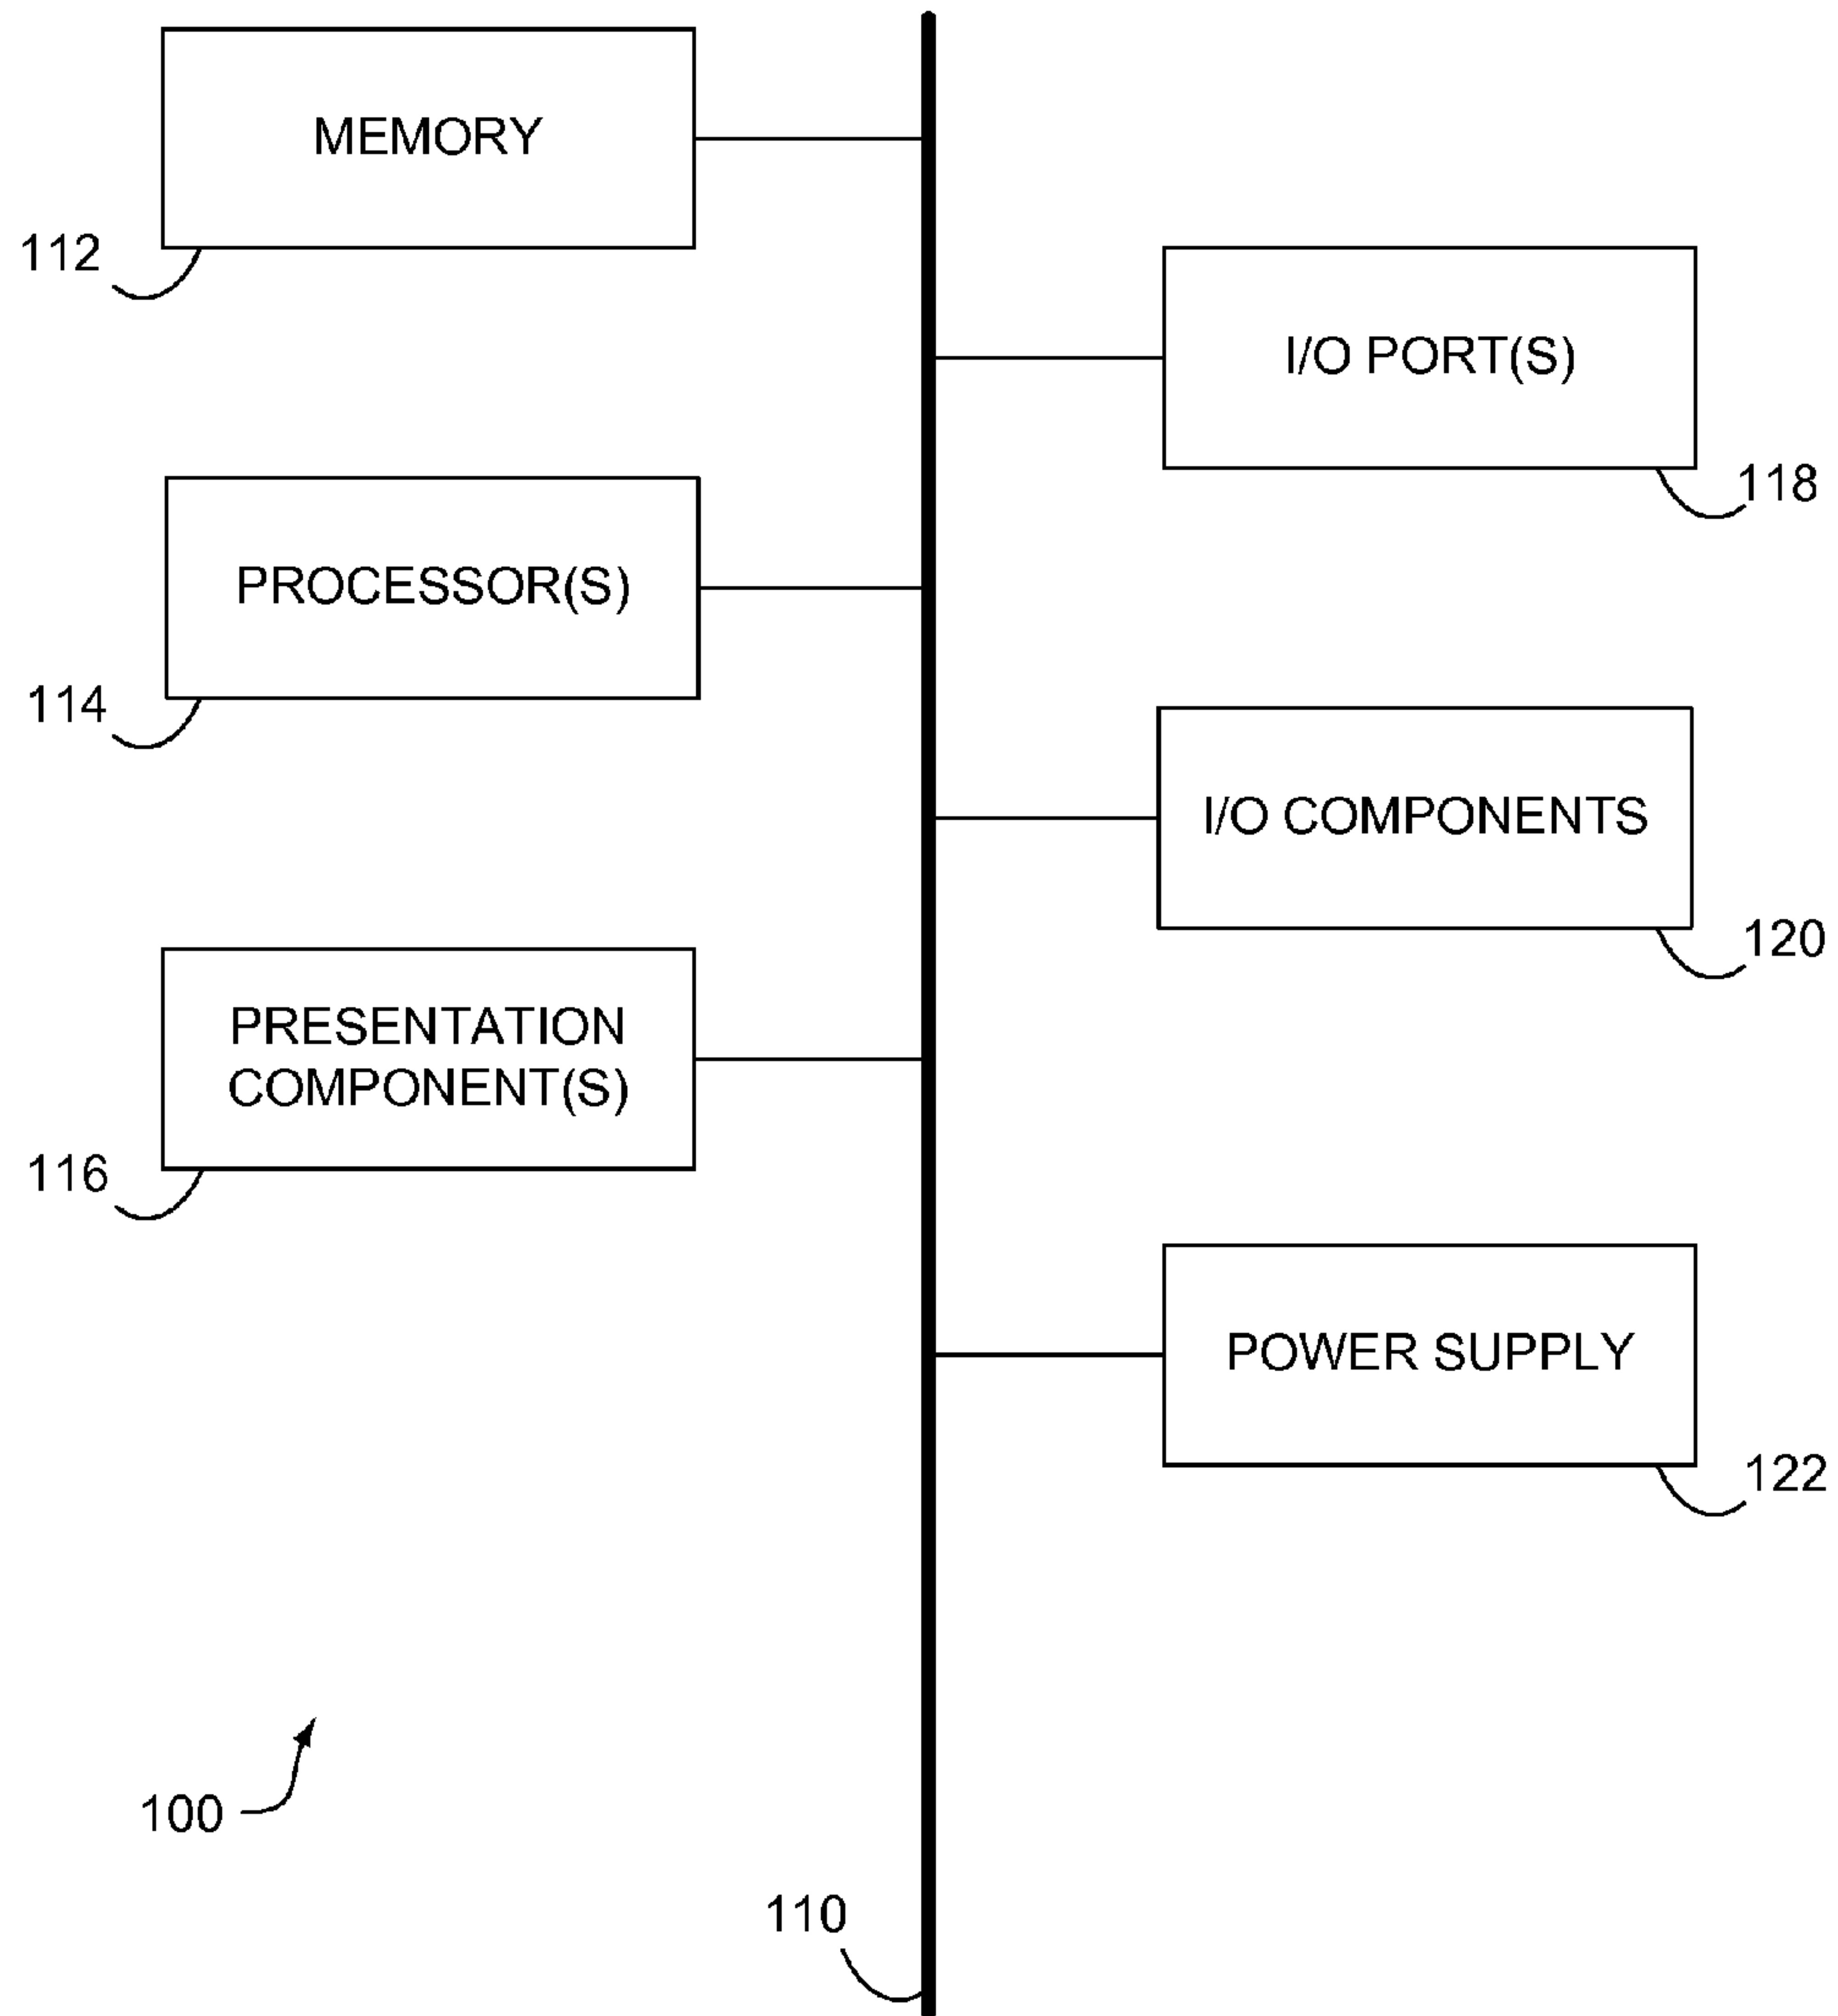 MEMORY
112
I/O PORT(S)
118
PROCESSOR(S)
114
I/O COMPONENTS
120
PRESENTATION
COMPONENT(S)
116
POWER SUPPLY
122
100
110